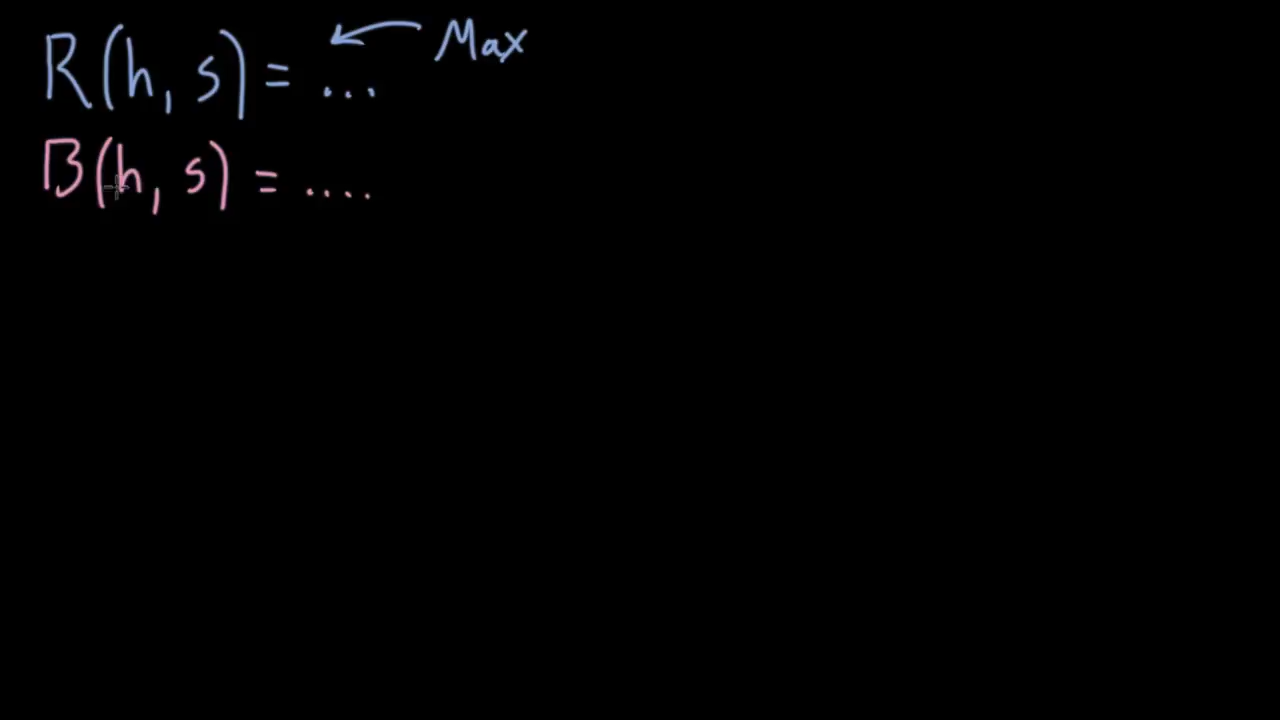 R(h, s) = ... Max
B(h, s) = ....